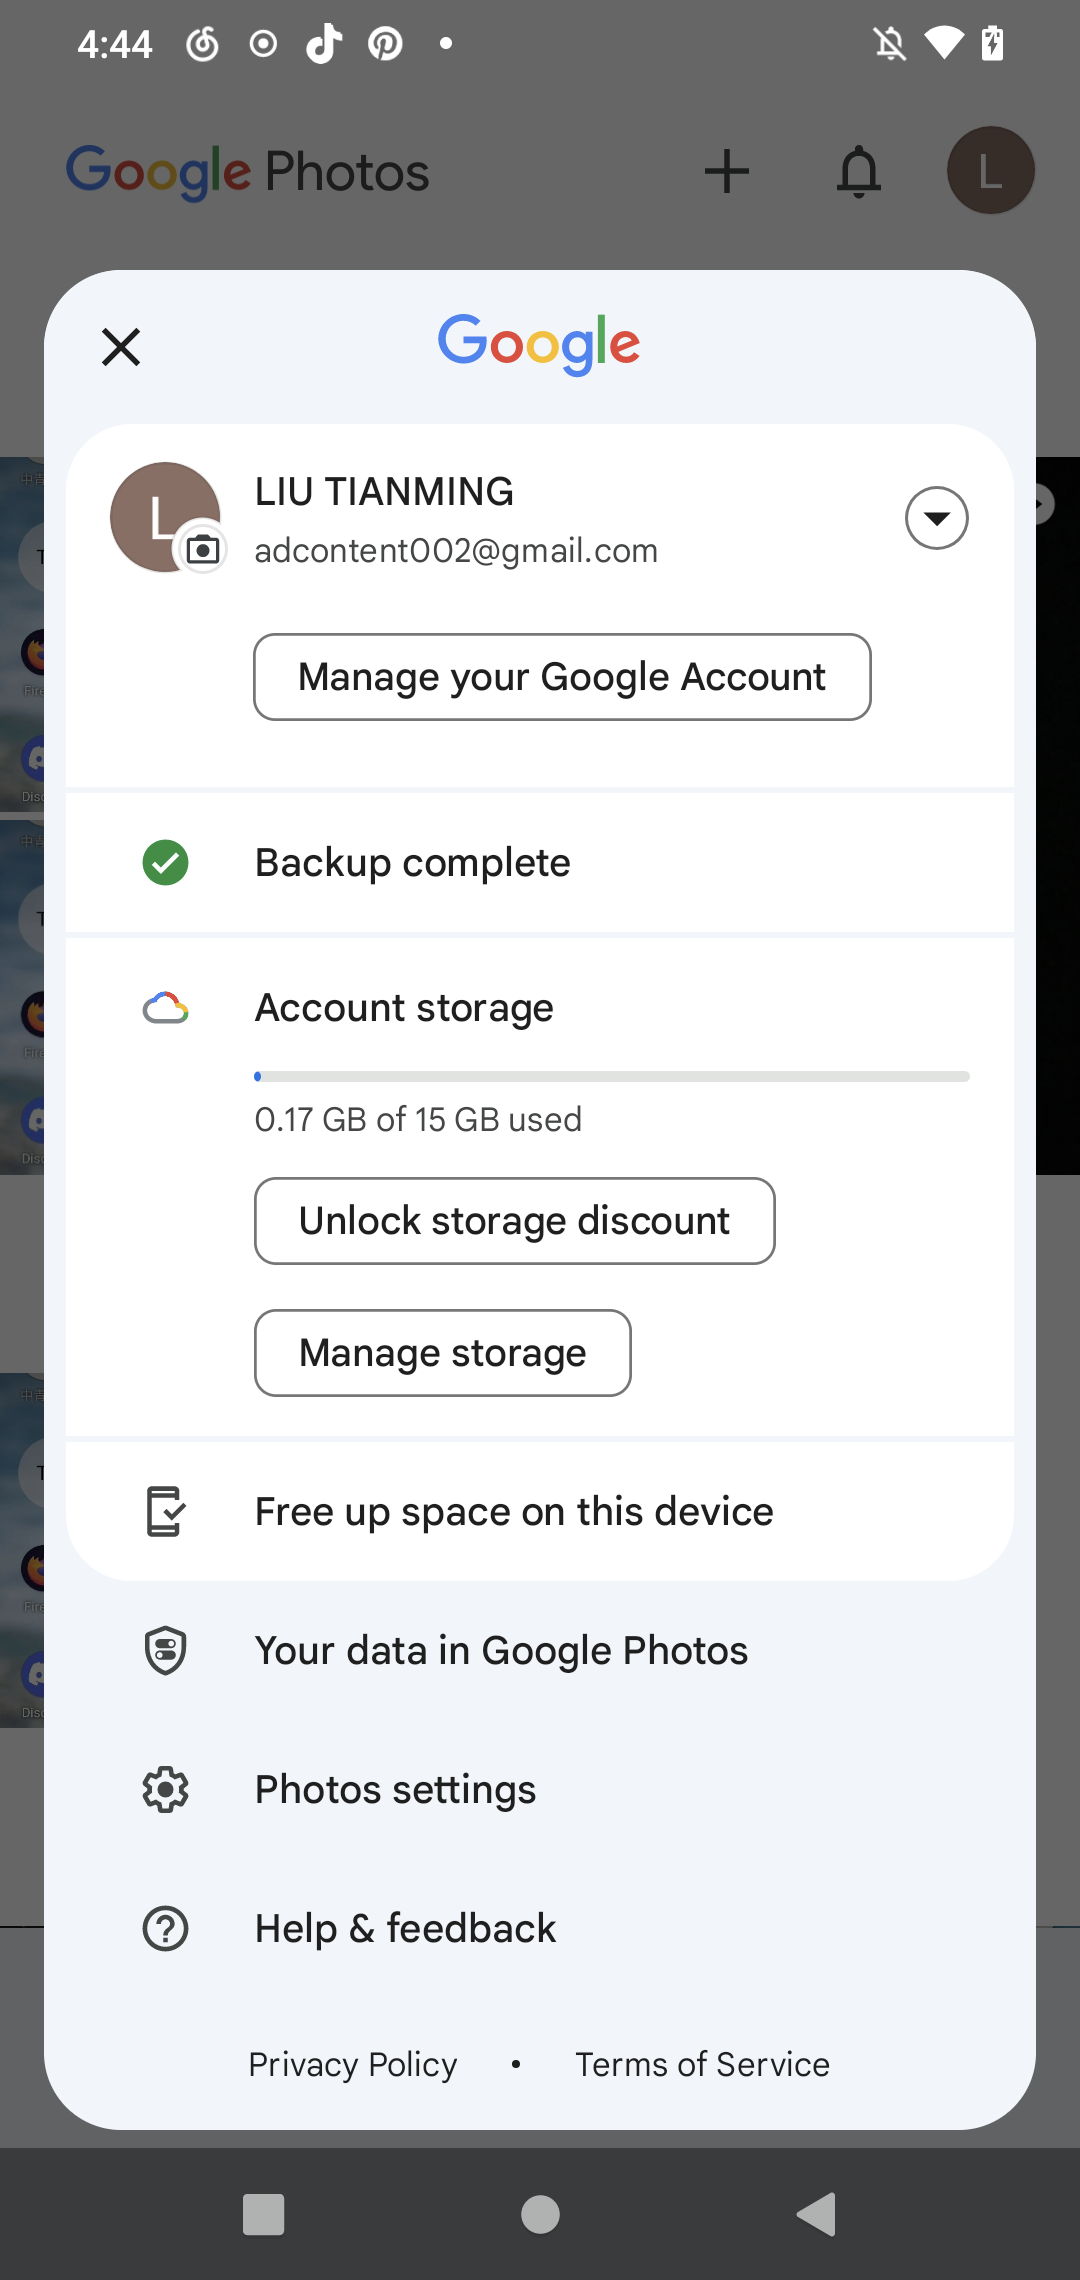 4:44
Google Photos
L
Google
L
LIU TIANMING
adcontent002@gmail.com
Manage your Google Account
Backup complete
Account storage
0.17 GB of 15 GB used
Unlock storage discount
Manage storage
Free up space on this device
Your data in Google Photos
Photos settings
Help & feedback
Privacy Policy • Terms of Service